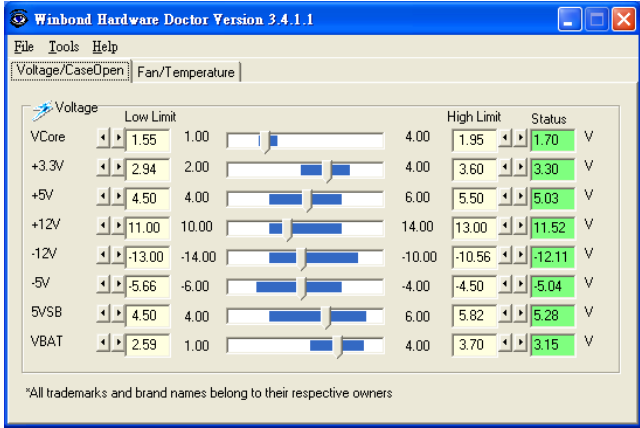 Winbond Hardware Doctor Version 3.4.1.1
File Tools Help
Voltage/CaseOpen Fan/Temperature
Voltage Low Limit High Limit Status
VCore 1.55 1.00 4.00 1.95 1.70 V
+3.3V 2.94 2.00 4.00 3.60 3.30 V
+5V 4.50 4.00 6.00 5.50 5.03 V
+12V 11.00 10.00 14.00 13.00 11.52 V
-12V -13.00 -14.00 -10.00 -10.56 -12.11 V
-5V -5.66 -6.00 -4.00 -4.50 -5.04 V
5VSB 4.50 4.00 6.00 5.82 5.28 V
VBAT 2.59 1.00 4.00 3.70 3.15 V
*All trademarks and brand names belong to their respective owners